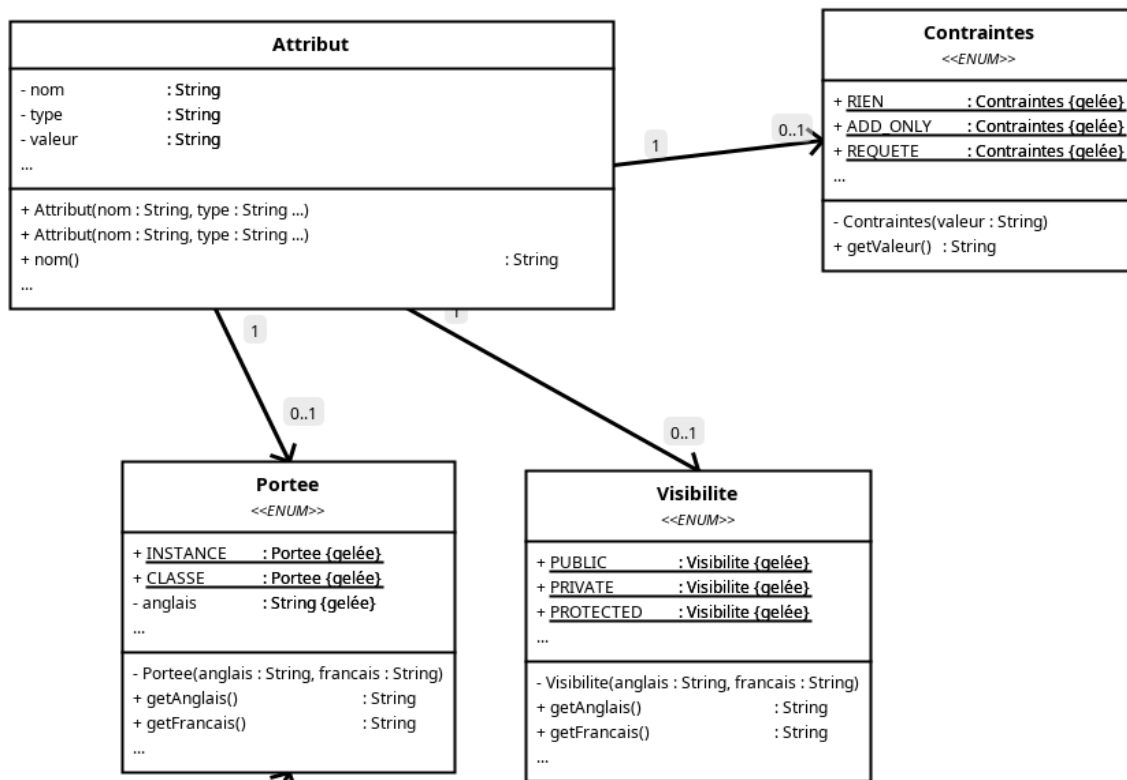 Attribut
- nom : String
- type : String
- valeur : String
...
+ Attribut(nom : String, type : String ...)
+ Attribut(nom : String, type : String ...)
+ nom() : String
...
1
0..1
Contraintes
<<ENUM>>
+ RIEN : Contraintes {gelée}
+ ADD_ONLY : Contraintes {gelée}
+ REQUETE : Contraintes {gelée}
...
- Contraintes(valeur : String)
+ getValeur() : String
1
1
0..1
0..1
Portee
<<ENUM>>
+ INSTANCE : Portee {gelée}
+ CLASSE : Portee {gelée}
- anglais : String {gelée}
...
- Portee(anglais : String, francais : String)
+ getAnglais() : String
+ getFrancais() : String
...
Visibilite
<<ENUM>>
+ PUBLIC : Visibilite {gelée}
+ PRIVATE : Visibilite {gelée}
+ PROTECTED : Visibilite {gelée}
...
- Visibilite(anglais : String, francais : String)
+ getAnglais() : String
+ getFrancais() : String
...